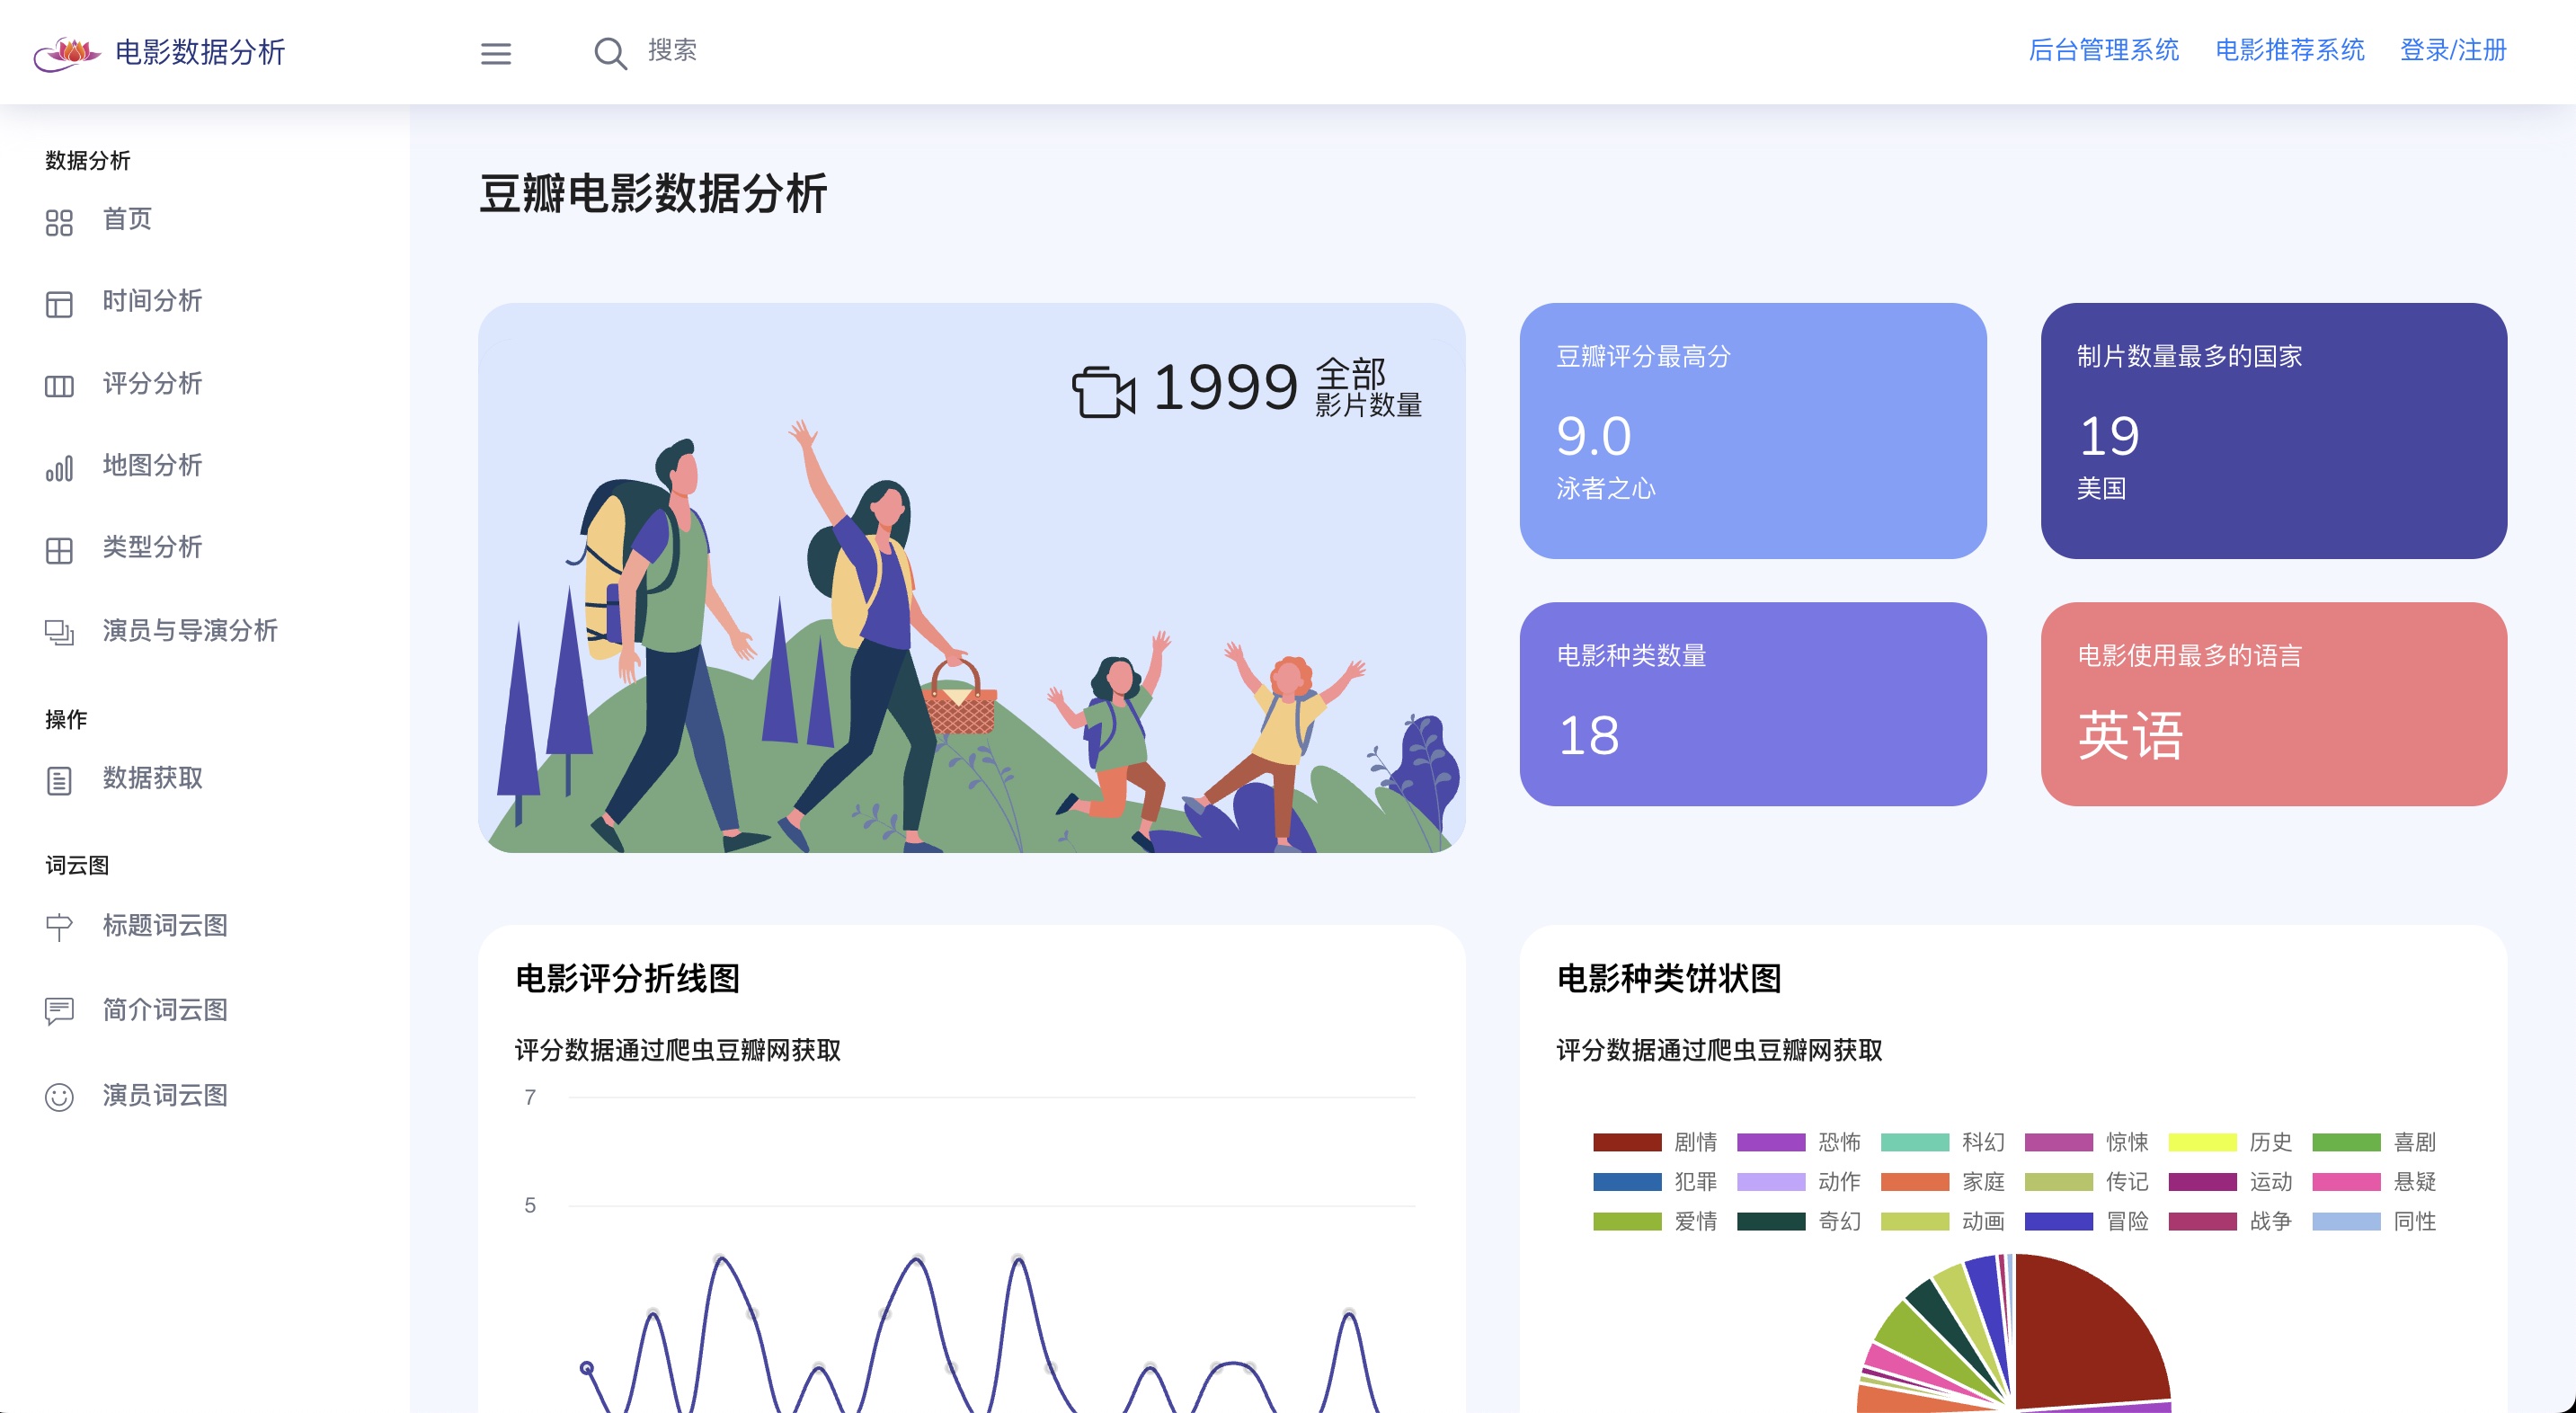 电影数据分析
搜索
后台管理系统 电影推荐系统 登录/注册
数据分析
首页
时间分析
评分分析
地图分析
类型分析
演员与导演分析
操作
数据获取
词云图
标题词云图
简介词云图
演员词云图
豆瓣电影数据分析
1999 全部
影片数量
豆瓣评分最高分
9.0
泳者之心
制片数量最多的国家
19
美国
电影种类数量
18
电影使用最多的语言
英语
电影评分折线图
评分数据通过爬虫豆瓣网获取
7
5
电影种类饼状图
评分数据通过爬虫豆瓣网获取
剧情 恐怖 科幻 惊悚 历史 喜剧
犯罪 动作 家庭 传记 运动 悬疑
爱情 奇幻 动画 冒险 战争 同性